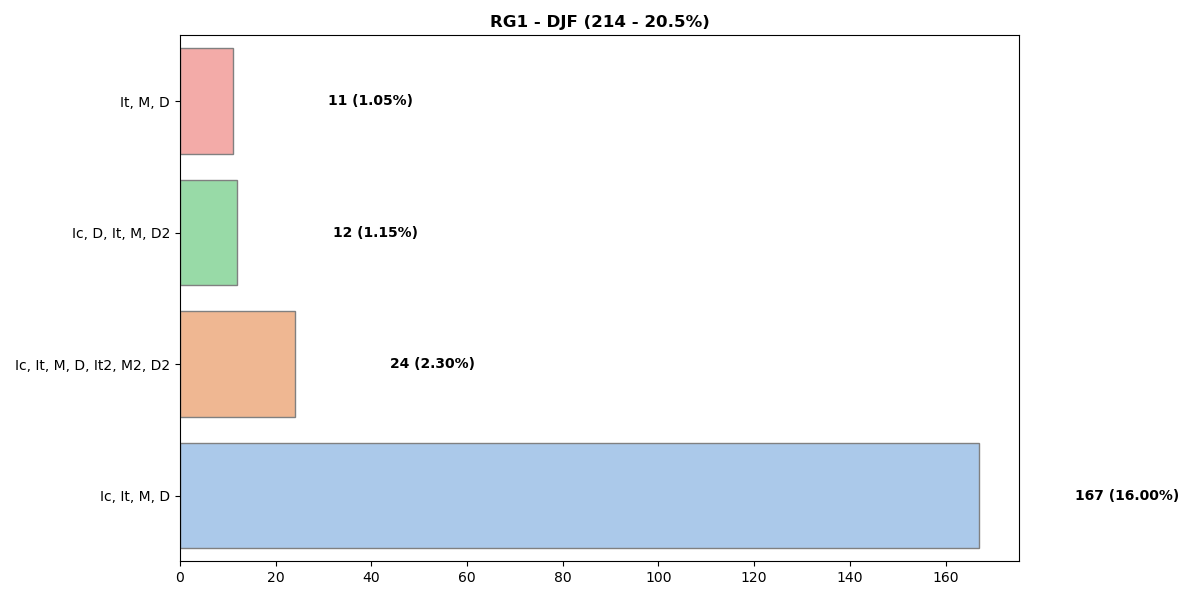 RG1 - DJF (214 - 20.5%)
It, M, D
11 (1.05%)
Ic, D, It, M, D2
12 (1.15%)
Ic, It, M, D, It2, M2, D2
24 (2.30%)
Ic, It, M, D
167 (16.00%)
0 20 40 60 80 100 120 140 160